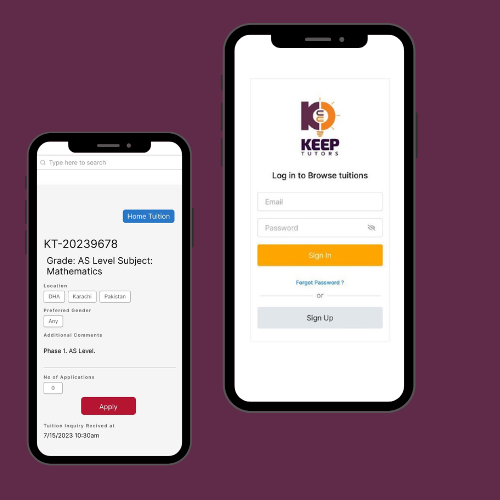 Type here to search
Home Tuition
KT-20239678
Grade: AS Level Subject:
Mathematics
Location
DHA Karachi Pakistan
Preferred Gender
Any
Additional Comments
Phase 1. AS Level.
No of Applications
0
Apply
Tuition Inquiry Recived at
7/15/2023 10:30am
KEEP
TUTORS
Log in to Browse tuitions
Email
Password
Sign in
Forgot Password ?
or
Sign Up